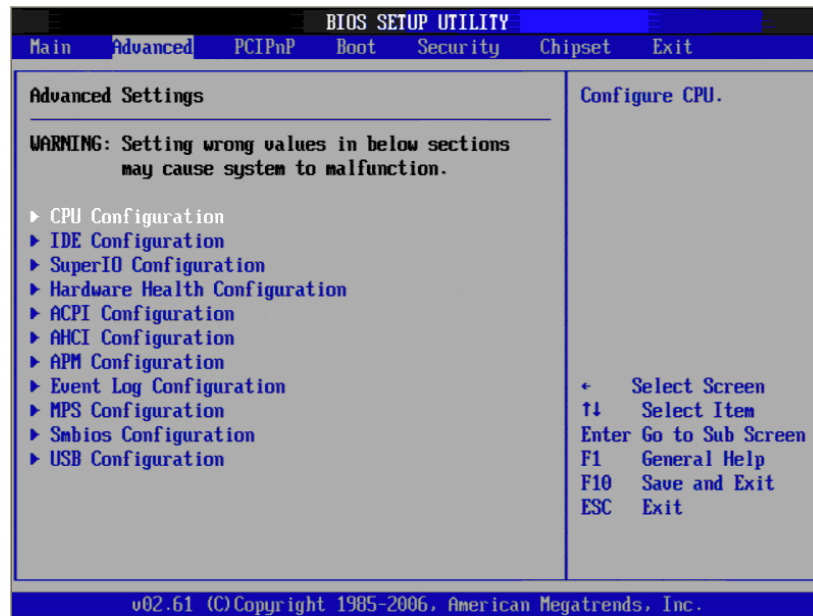 BIOS SETUP UTILITY
Main Advanced PCIPnP Boot Security Chipset Exit
Advanced Settings
WARNING: Setting wrong values in below sections
may cause system to malfunction.
▶ CPU Configuration
▶ IDE Configuration
▶ SuperIO Configuration
▶ Hardware Health Configuration
▶ ACPI Configuration
▶ AHCI Configuration
▶ APM Configuration
▶ Event Log Configuration
▶ MPS Configuration
▶ Smbios Configuration
▶ USB Configuration
Configure CPU.
← Select Screen
↑↓ Select Item
Enter Go to Sub Screen
F1 General Help
F10 Save and Exit
ESC Exit
v02.61 (C)Copyright 1985-2006, American Megatrends, Inc.